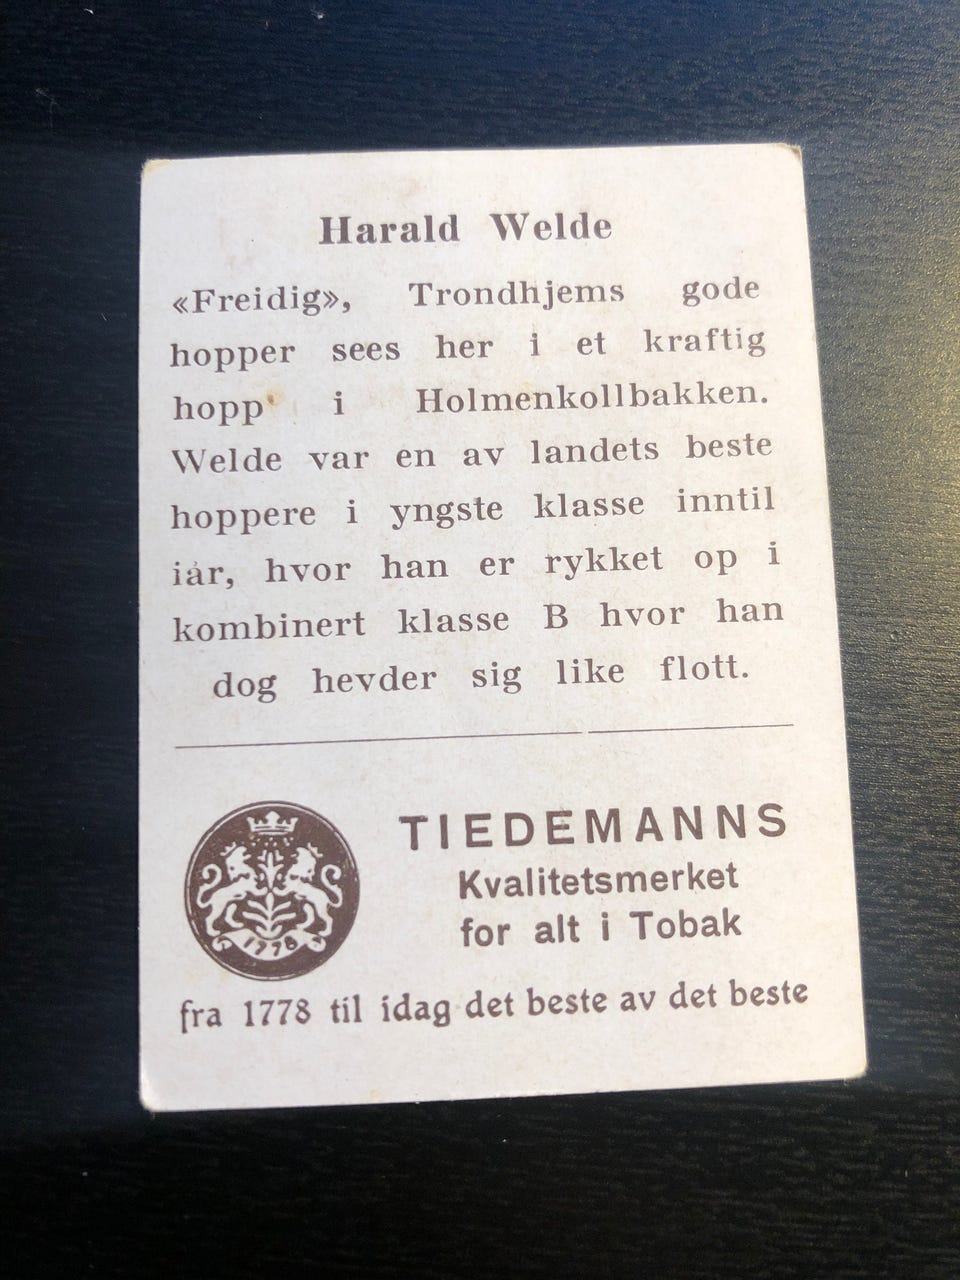 Harald Welde
«Freidig», Trondhjems gode
hopper sees her i et kraftig
hopp i Holmenkollbakken.
Welde var en av landets beste
hoppere i yngste klasse inntil
iår, hvor han er rykket op i
kombinert klasse B hvor han
dog hevder sig like flott.
TIEDEMANNS
Kvalitetsmerket
for alt i Tobak
1778
fra 1778 til idag det beste av det beste